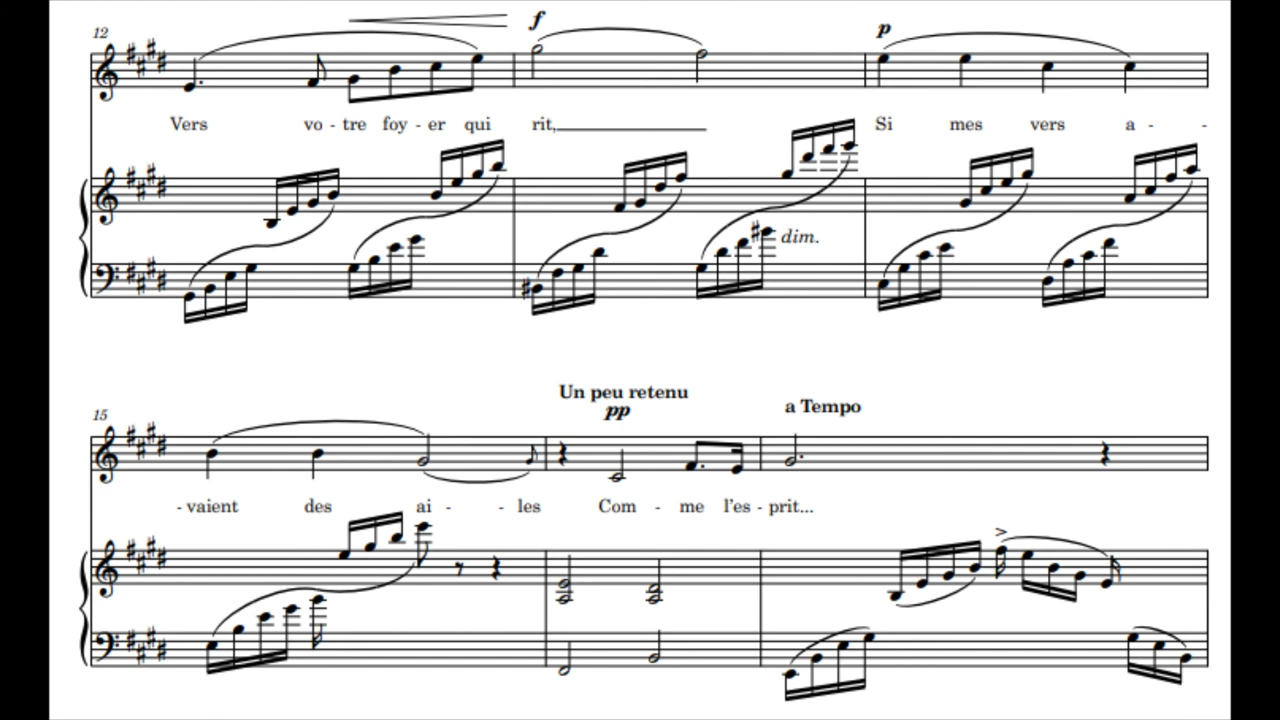 12
f
p
Vers vo - tre foy - er qui rit, Si mes vers a - -
dim.
Un peu retenu
15
pp
a Tempo
- vaient des ai - - les Com - me l'es - prit...